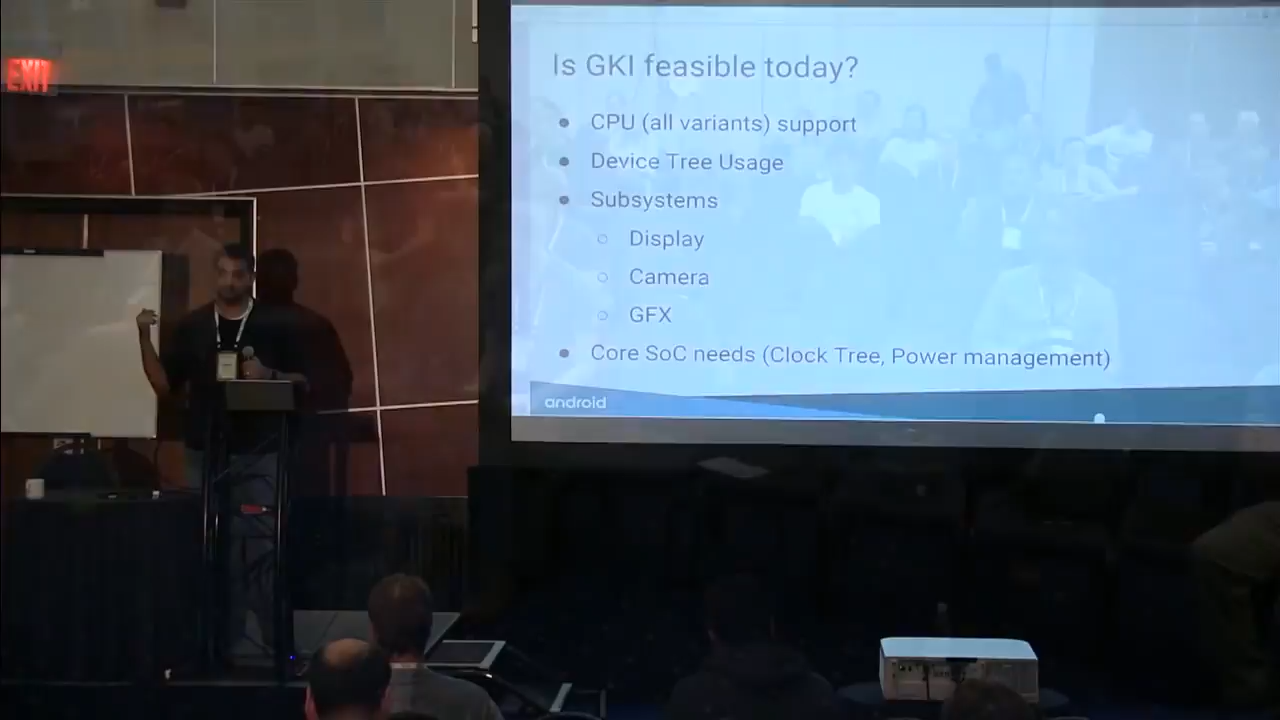 EXIT
Is GKI feasible today?
CPU (all variants) support
Device Tree Usage
Subsystems
Display
Camera
GFX
Core SoC needs (Clock Tree, Power management)
android